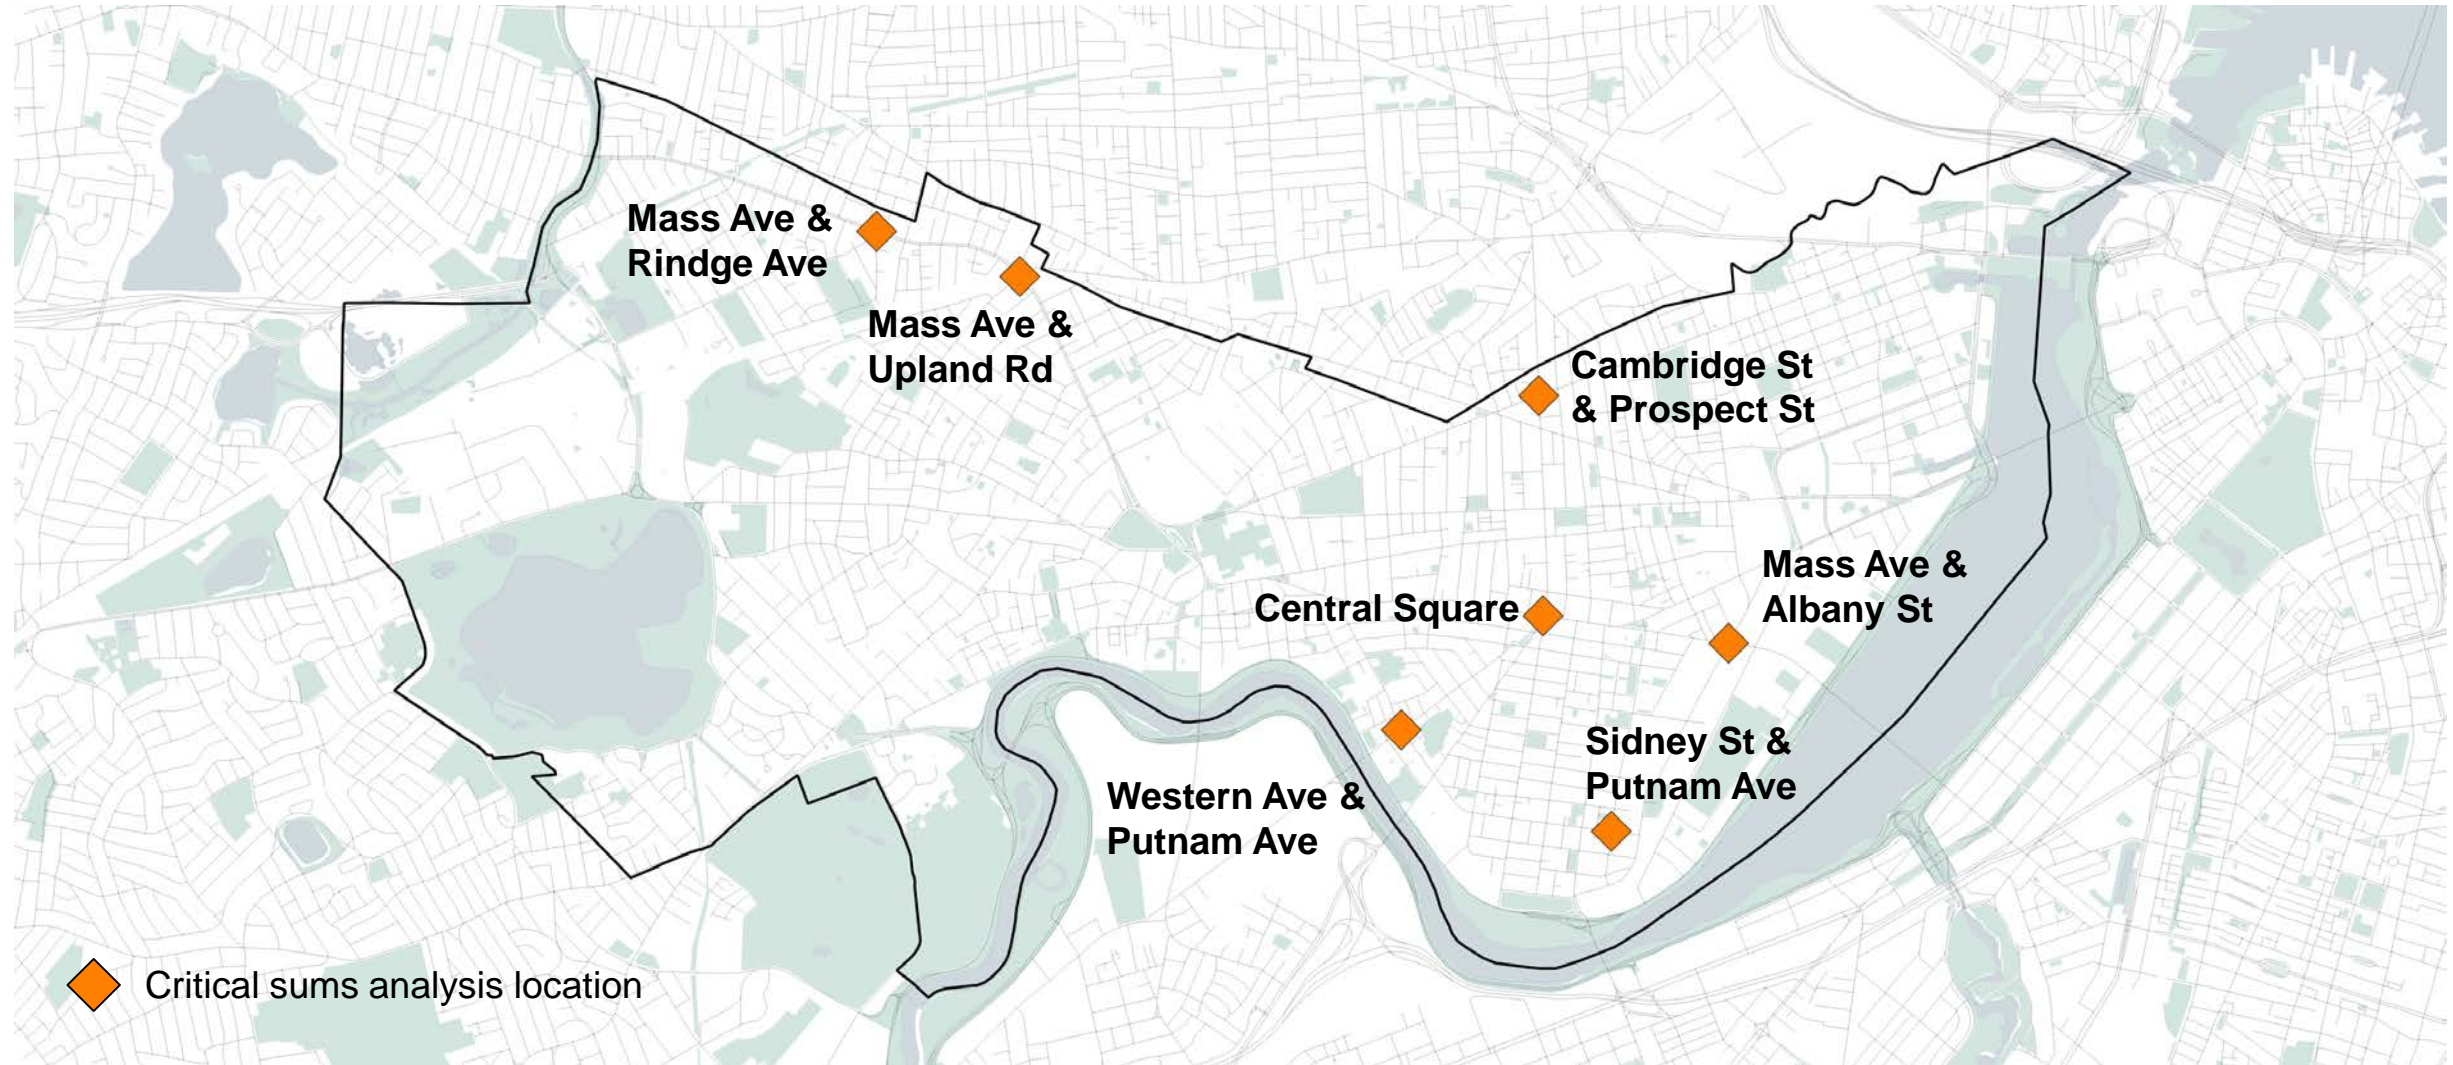 Mass Ave &
Rindge Ave
Mass Ave &
Upland Rd
Cambridge St
& Prospect St
Mass Ave &
Albany St
Central Square
Sidney St &
Putnam Ave
Western Ave &
Putnam Ave
Critical sums analysis location